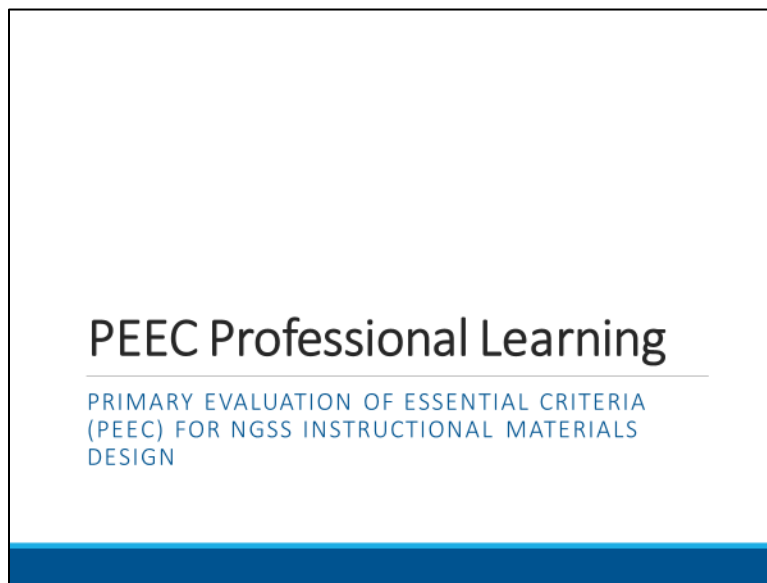 PEEC Professional Learning
PRIMARY EVALUATION OF ESSENTIAL CRITERIA
(PEEC) FOR NGSS INSTRUCTIONAL MATERIALS
DESIGN